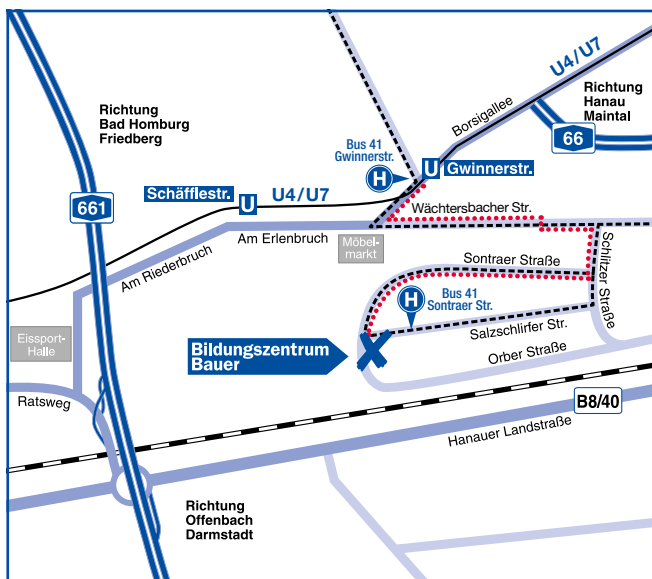 U4/U7
Richtung
Hanau
Maintal
Borsigallee
66
Richtung
Bad Homburg
Friedberg
Bus 41
Gwinnerstr.
H
U
Gwinnerstr.
Schäfflestr.
U
U4/U7
661
Wächtersbacher Str.
Am Erlenbruch
Möbel-
markt
Am Riederbruch
Sontraer Straße
Schlitzer Straße
H
Bus 41
Sontraer Str.
Salzschlirfer Str.
Eissport-
Halle
Bildungszentrum
Bauer
Orber Straße
Ratsweg
B8/40
Hanauer Landstraße
Richtung
Offenbach
Darmstadt